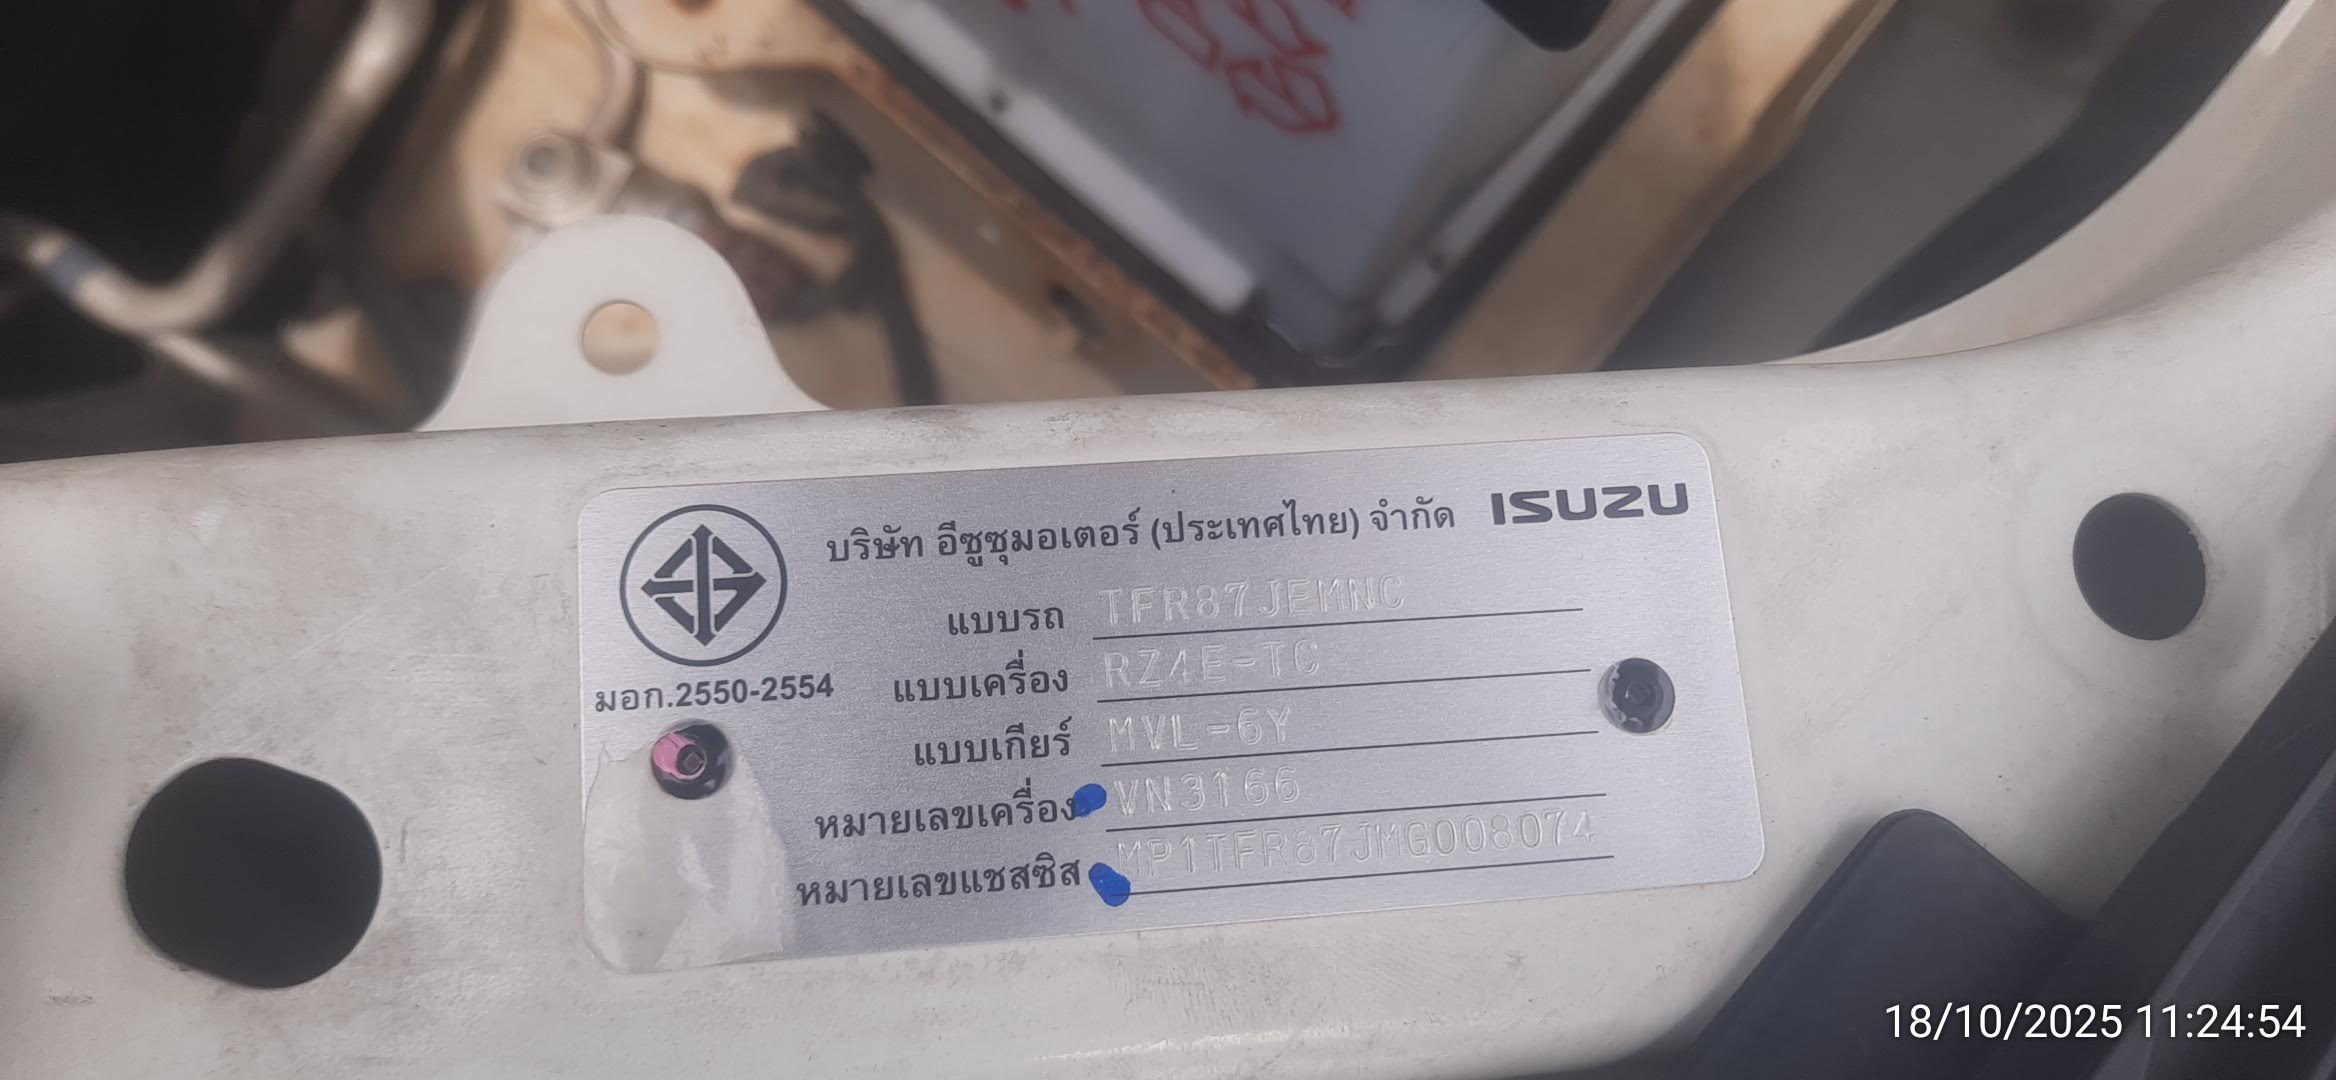 บริษัท อีซูซุมอเตอร์ (ประเทศไทย) จำกัด ISUZU
แบบรถ TFR87JEMNC
มอก.2550-2554
แบบเครื่อง RZ4E-TC
แบบเกียร์ MVL-6Y
หมายเลขเครื่อง VN3166
หมายเลขแชสซิส MP1TFR87JMG008074
18/10/2025 11:24:54